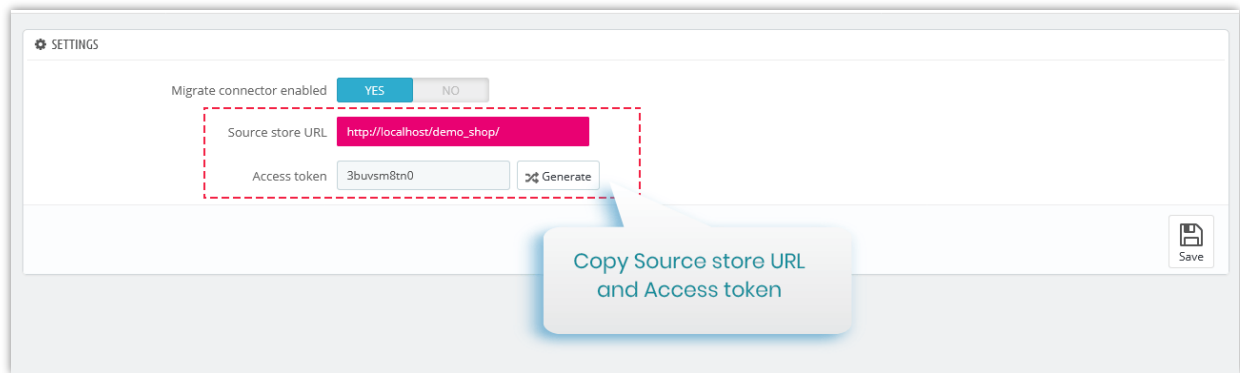 SETTINGS
Migrate connector enabled YES NO
Source store URL http://localhost/demo_shop/
Access token 3buvsm8tn0 Generate
Save
Copy Source store URL
and Access token